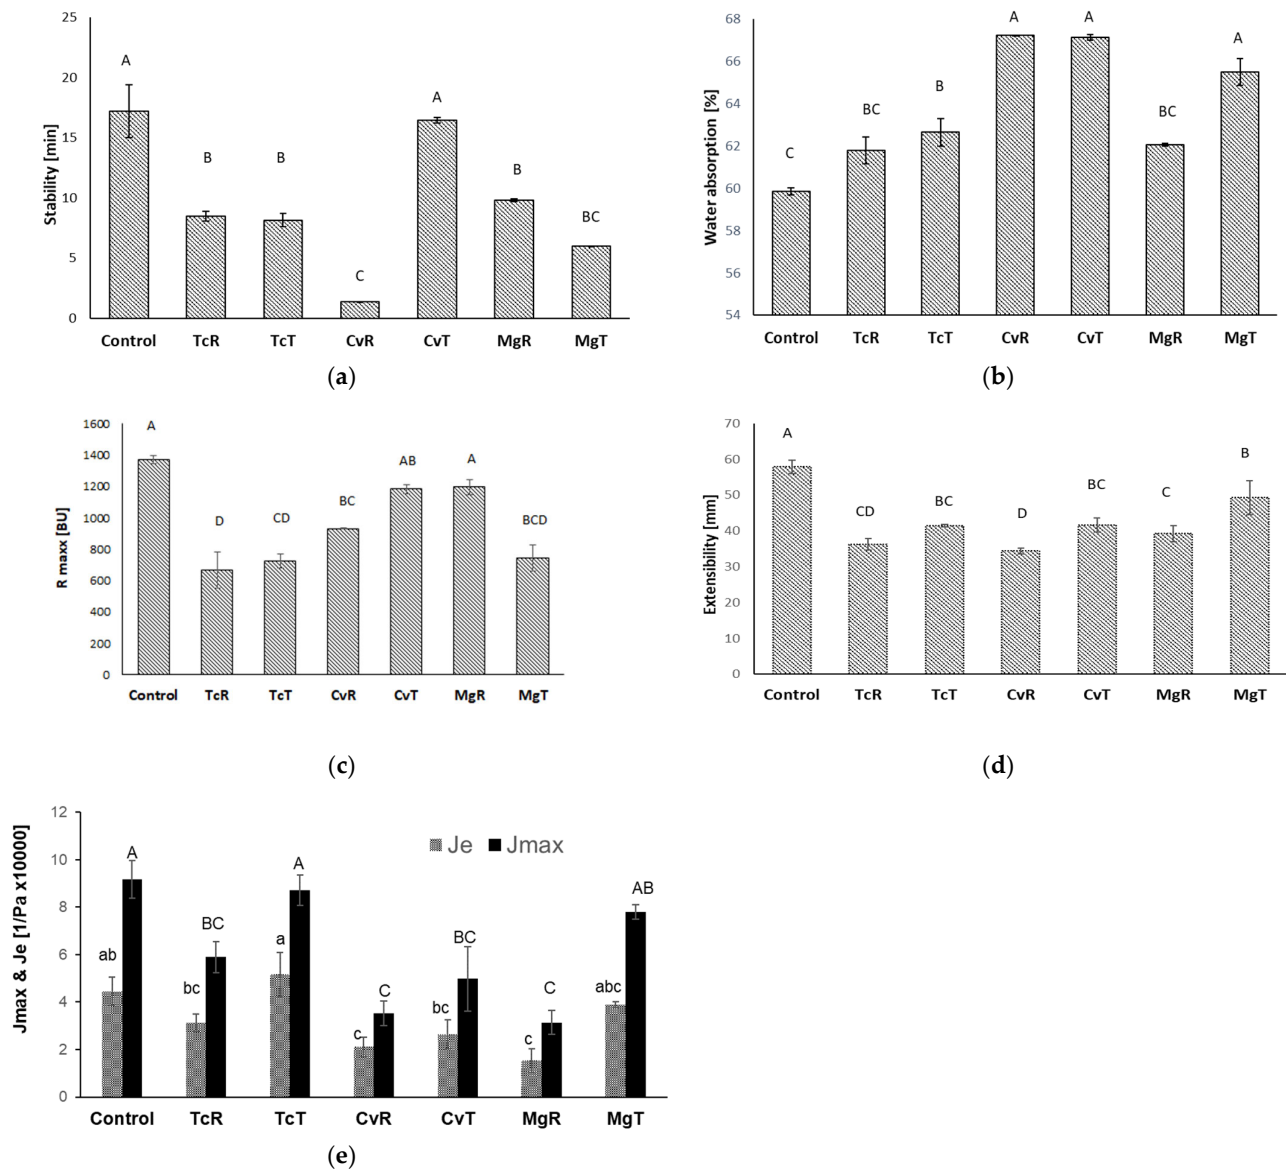 25
20
15
10
5
0
Stability [min]
A
B
B
C
A
B
BC
Control TcR TcT CvR CvT MgR MgT
(a)
68
66
64
62
60
58
56
54
Water absorption [%]
C
BC
B
A
A
BC
A
Control TcR TcT CvR CvT MgR MgT
(b)
1600
1400
1200
1000
800
600
400
200
0
R maxx [BU]
A
D
CD
BC
AB
A
BCD
Control TcR TcT CvR CvT MgR MgT
(c)
70
60
50
40
30
20
10
0
Extensibility [mm]
A
CD
BC
D
BC
C
B
Control TcR TcT CvR CvT MgR MgT
(d)
12
10
8
6
4
2
0
Jmax & Je [1/Pa x10000]
Je Jmax
ab
A
bc
BC
a
A
c
C
bc
BC
c
C
abc
AB
Control TcR TcT CvR CvT MgR MgT
(e)